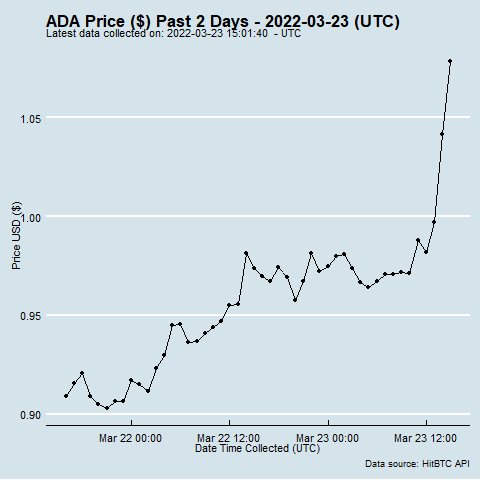 ADA Price ($) Past 2 Days - 2022-03-23 (UTC)
Latest data collected on: 2022-03-23 15:01:40  - UTC
Price USD ($)
1.05
1.00
0.95
0.90
Mar 22 00:00 Mar 22 12:00 Mar 23 00:00 Mar 23 12:00
Date Time Collected (UTC)
Data source: HitBTC API